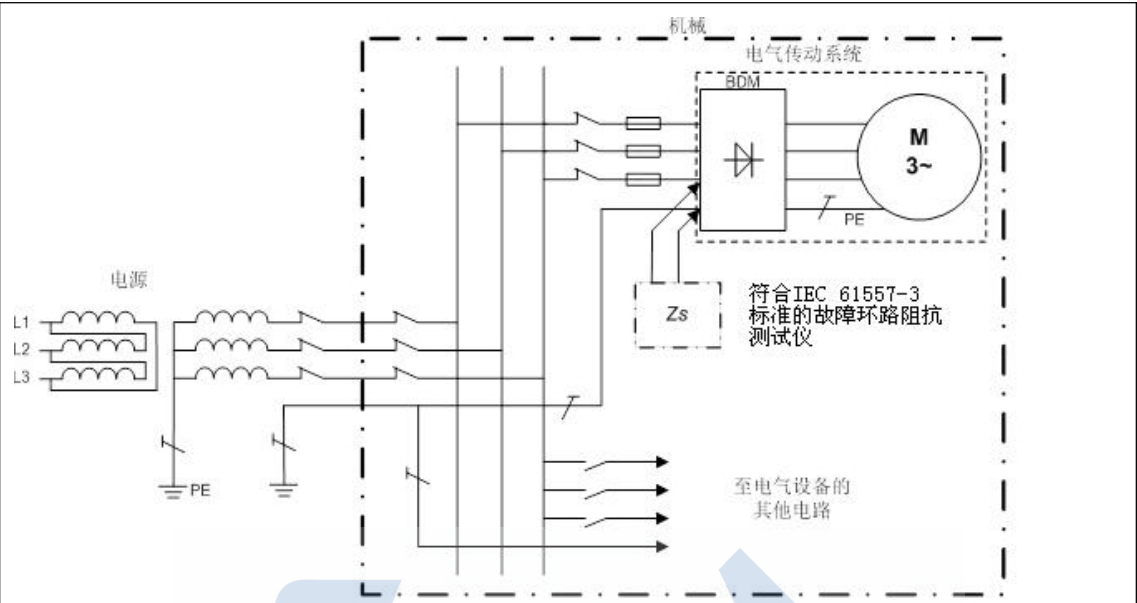 机械
电气传动系统
BDM
M
3~
PE
电源
L1
L2
L3
Zs
符合IEC 61557-3
标准的故障环路阻抗
测试仪
PE
至电气设备的
其他电路